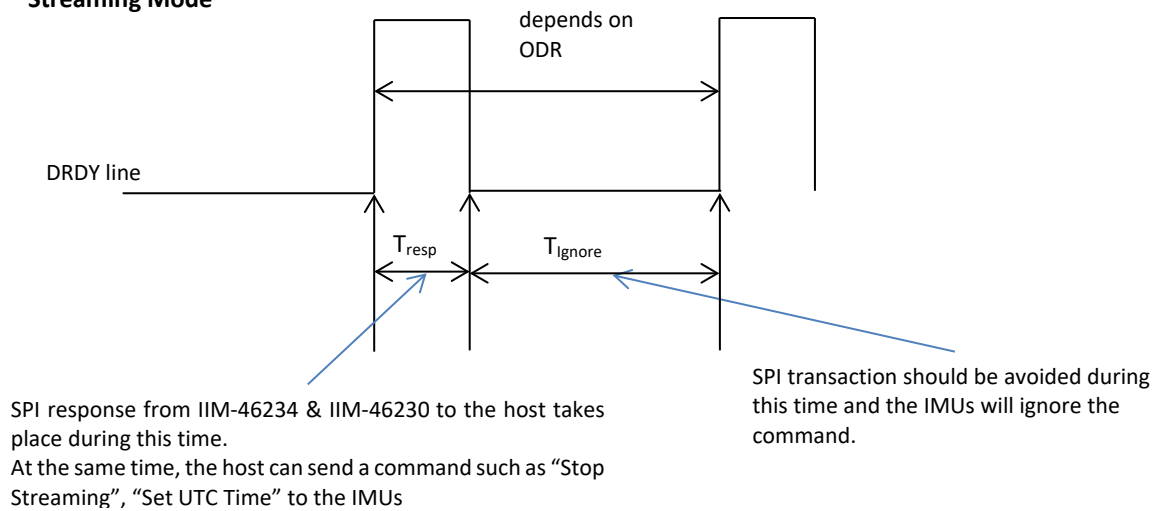 Streaming Mode
depends on
ODR
DRDY line
Tresp
TIgnore
SPI response from IIM-46234 & IIM-46230 to the host takes
place during this time.
At the same time, the host can send a command such as “Stop
Streaming”, “Set UTC Time” to the IMUs
SPI transaction should be avoided during
this time and the IMUs will ignore the
command.